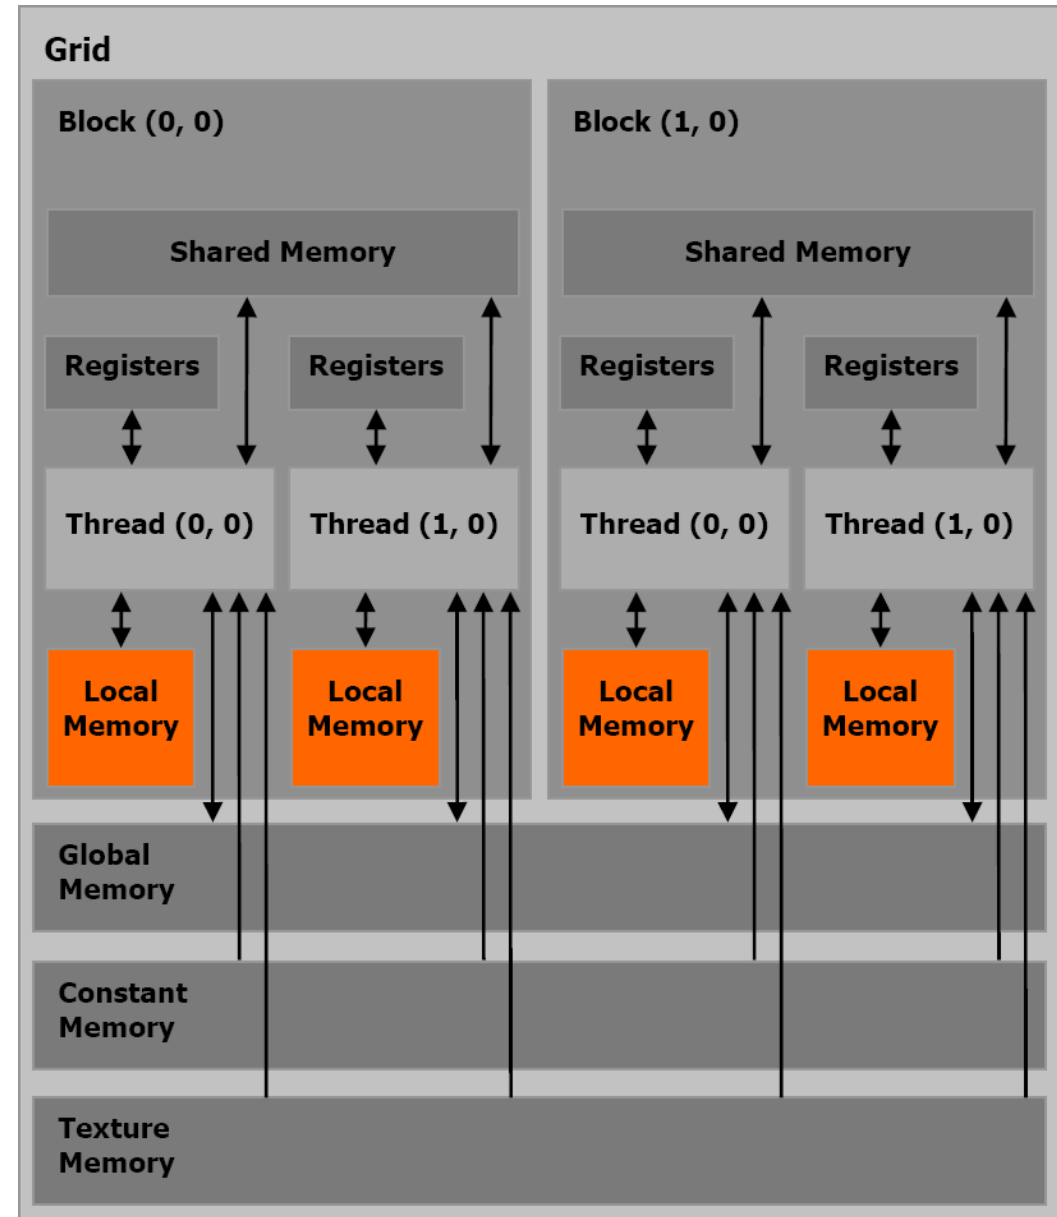 Grid
Block (0, 0)
Block (1, 0)
Shared Memory
Shared Memory
Registers
Registers
Registers
Registers
Thread (0, 0)
Thread (1, 0)
Thread (0, 0)
Thread (1, 0)
Local
Memory
Local
Memory
Local
Memory
Local
Memory
Global
Memory
Constant
Memory
Texture
Memory